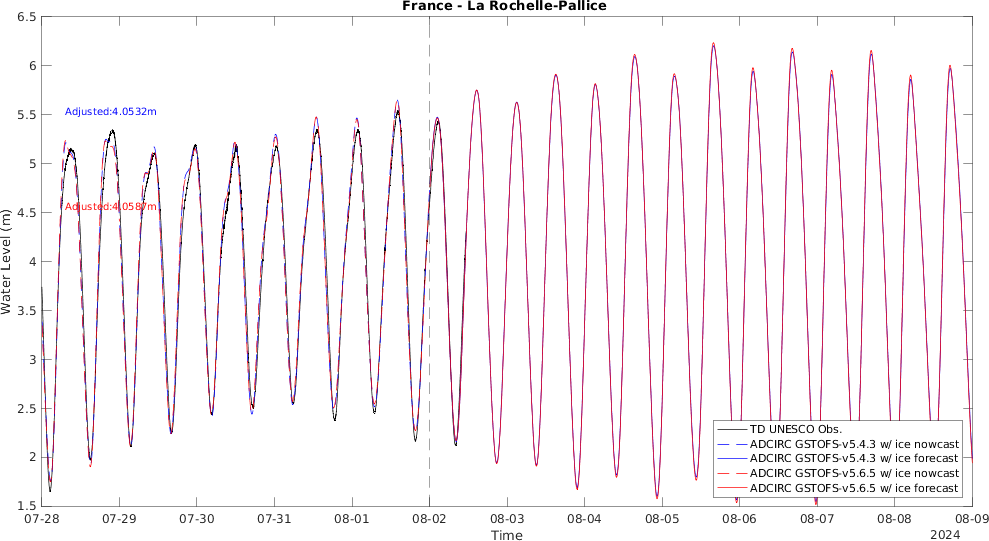 France - La Rochelle-Pallice
6.5
6
5.5
5
4.5
4
3.5
3
2.5
2
1.5
Water Level (m)
Adjusted:4.0532m
Adjusted:4.0587m
TD UNESCO Obs.
ADCIRC GSTOFS-v5.4.3 w/ ice nowcast
ADCIRC GSTOFS-v5.4.3 w/ ice forecast
ADCIRC GSTOFS-v5.6.5 w/ ice nowcast
ADCIRC GSTOFS-v5.6.5 w/ ice forecast
07-28 07-29 07-30 07-31 08-01 08-02 08-03 08-04 08-05 08-06 08-07 08-08 08-09
Time
2024